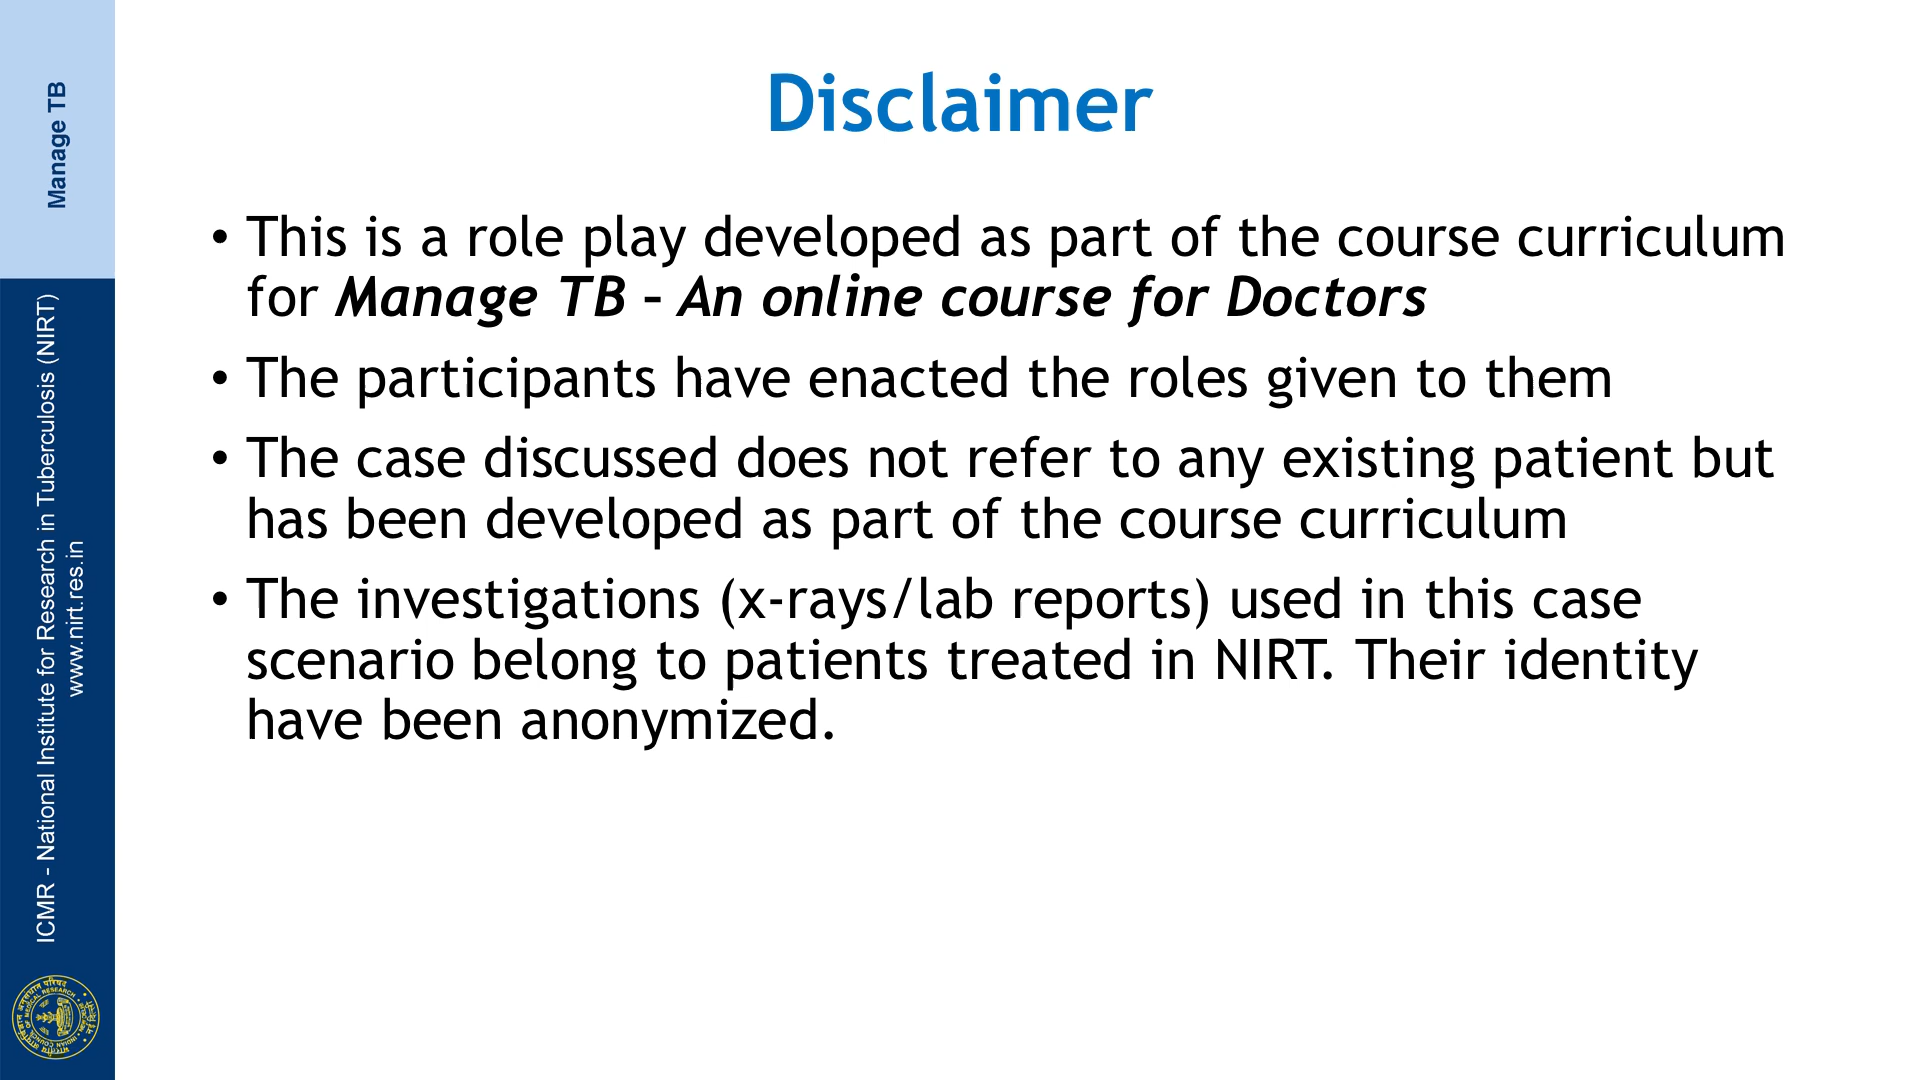 Manage TB
ICMR - National Institute for Research in Tuberculosis (NIRT)
www.nirt.res.in
Disclaimer
• This is a role play developed as part of the course curriculum
for Manage TB – An online course for Doctors
• The participants have enacted the roles given to them
• The case discussed does not refer to any existing patient but
has been developed as part of the course curriculum
• The investigations (x-rays/lab reports) used in this case
scenario belong to patients treated in NIRT. Their identity
have been anonymized.